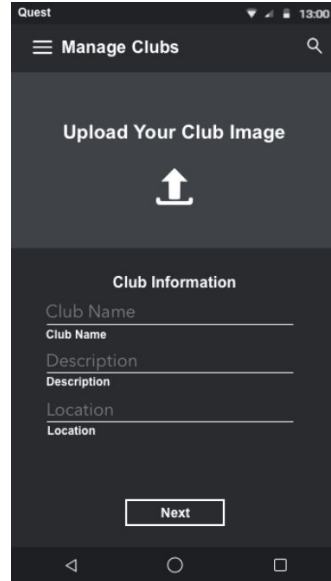 Quest
13:00
Manage Clubs
Upload Your Club Image
Club Information
Club Name
Club Name
Description
Description
Location
Location
Next